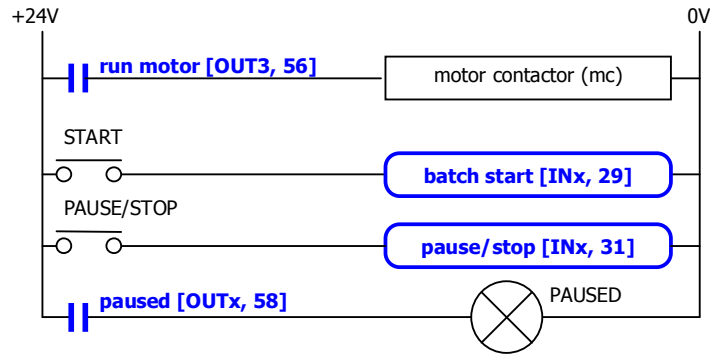 +24V 0V
run motor [OUT3, 56] motor contactor (mc)
START
batch start [INx, 29]
PAUSE/STOP
pause/stop [INx, 31]
paused [OUTx, 58] PAUSED